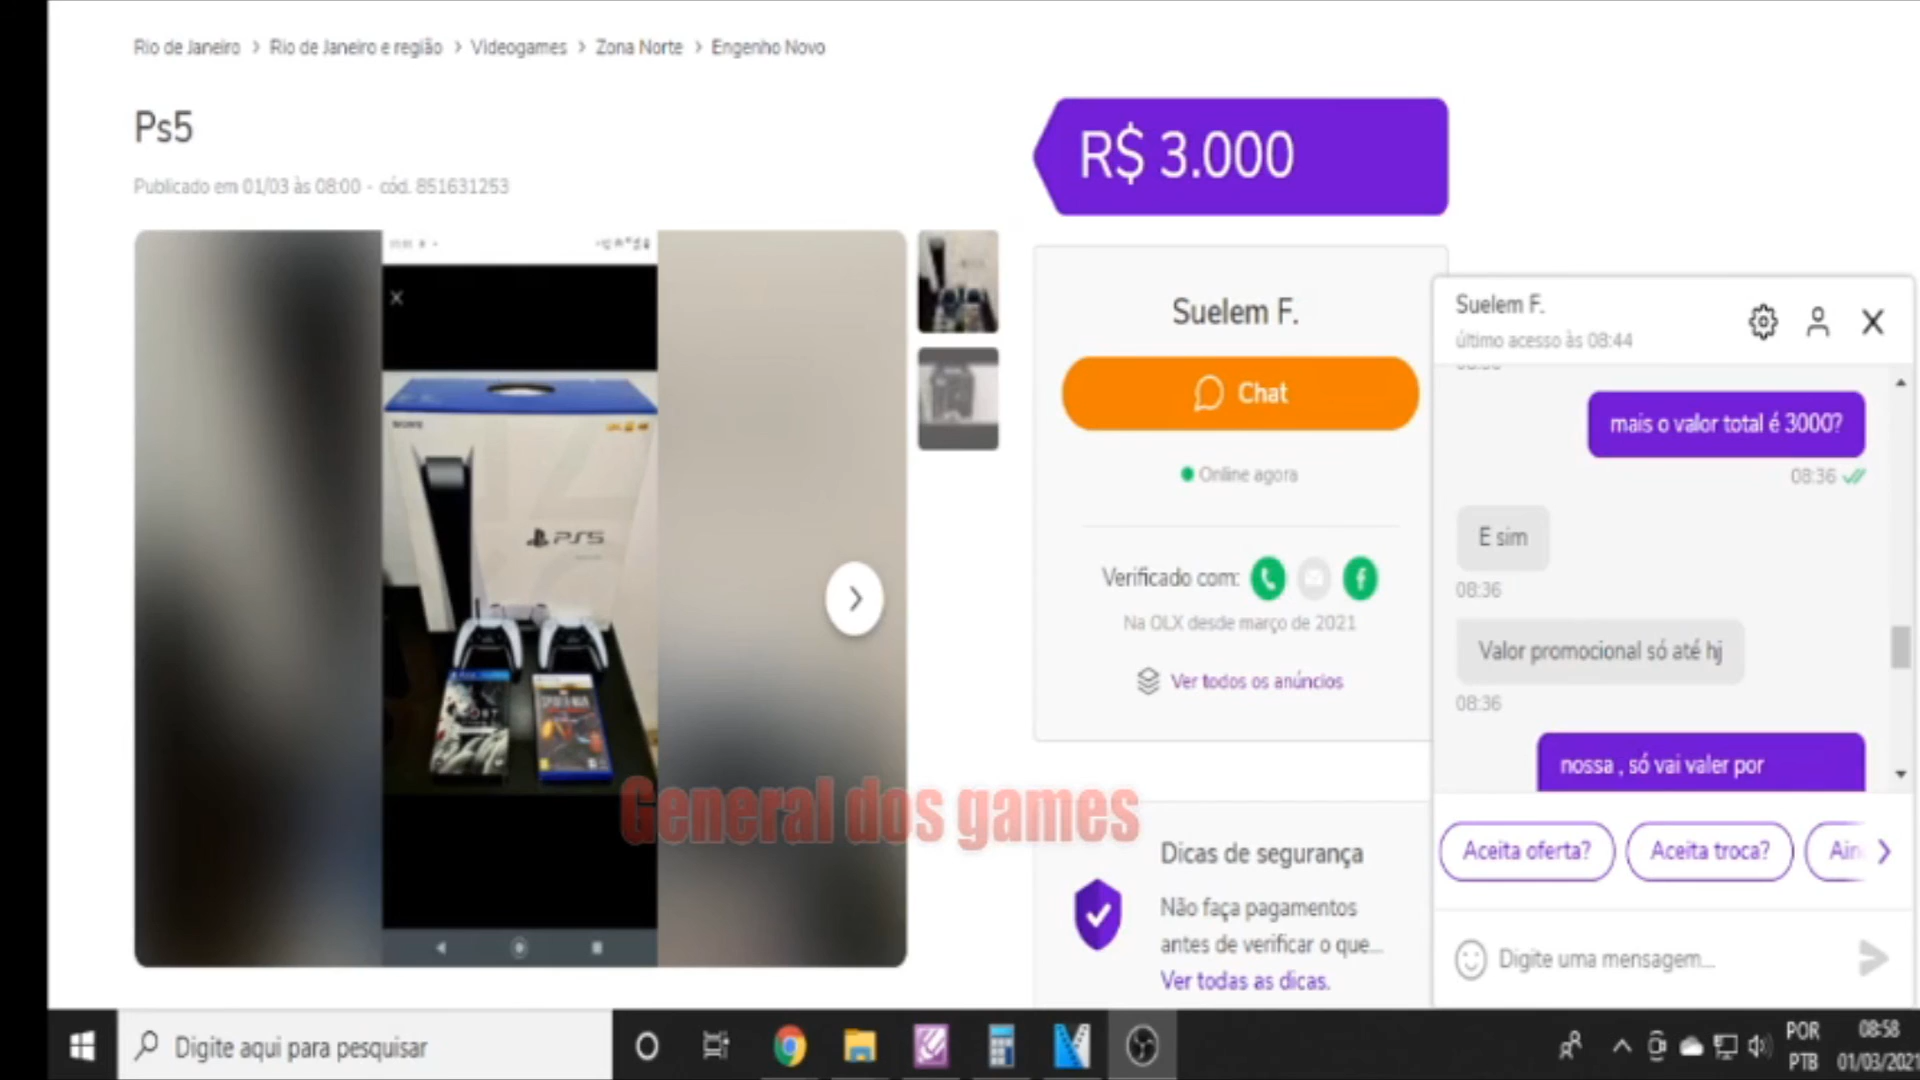 Rio de Janeiro > Rio de Janeiro e região > Videogames > Zona Norte > Engenho Novo
Ps5
Publicado em 01/03 às 08:00 - cód. 851631253
R$ 3.000
Suelem F.
Chat
Online agora
Verificado com:
Na OLX desde março de 2021
Ver todos os anúncios
Dicas de segurança
Não faça pagamentos
antes de verificar o que...
Ver todas as dicas.
SONY
PS5
General dos games
Suelem F.
último acesso às 08:44
mais o valor total é 3000?
08:36
E sim
08:36
Valor promocional só até hj
08:36
nossa , só vai valer por
Aceita oferta?
Aceita troca?
Digite uma mensagem...
Digite aqui para pesquisar
POR
PTB
08:58
01/03/2021